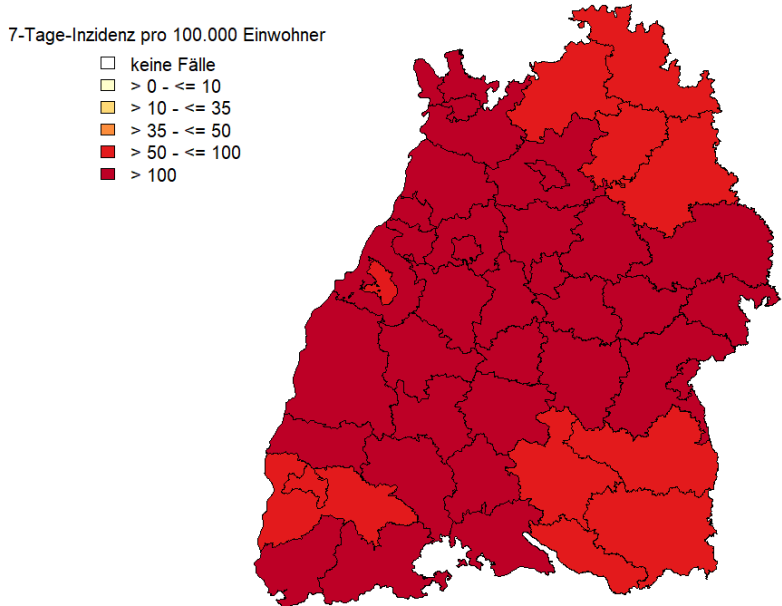 7-Tage-Inzidenz pro 100.000 Einwohner
keine Fälle
> 0 - <= 10
> 10 - <= 35
> 35 - <= 50
> 50 - <= 100
> 100